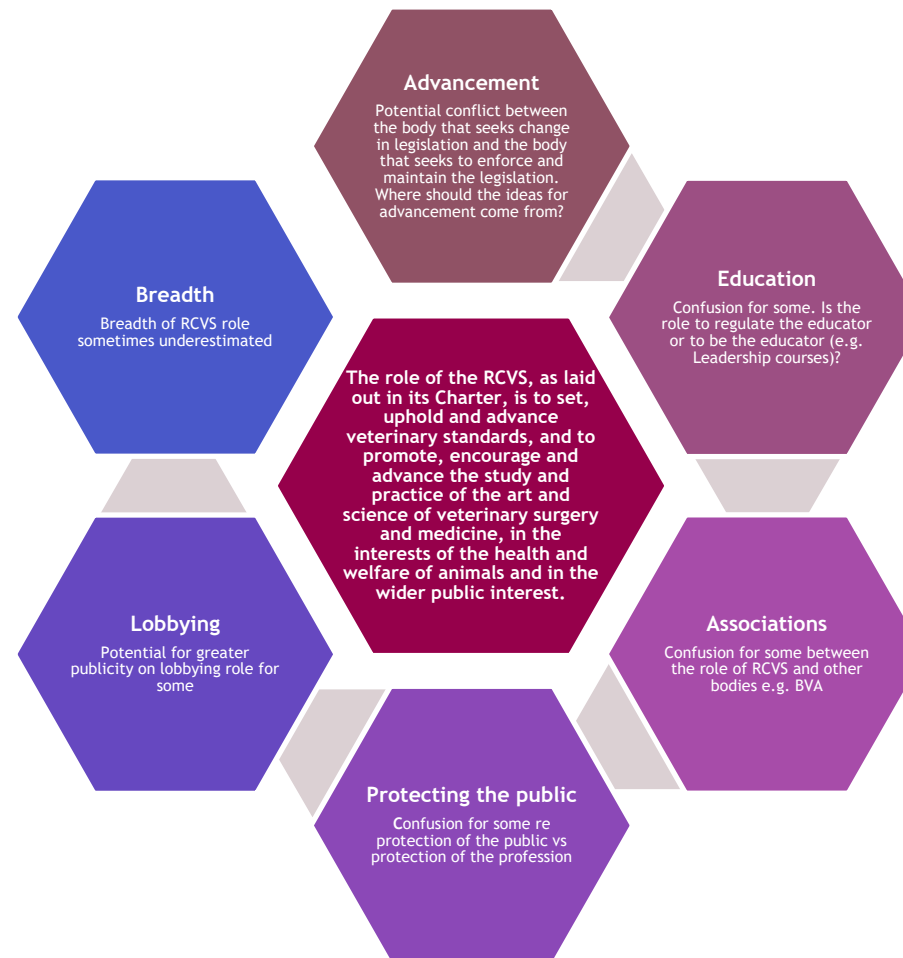 Advancement
Potential conflict between
the body that seeks change
in legislation and the body
that seeks to enforce and
maintain the legislation.
Where should the ideas for
advancement come from?
Education
Confusion for some. Is the
role to regulate the educator
or to be the educator (e.g.
Leadership courses)?
Associations
Confusion for some between
the role of RCVS and other
bodies e.g. BVA
Protecting the public
Confusion for some re
protection of the public vs
protection of the profession
Lobbying
Potential for greater
publicity on lobbying role for
some
Breadth
Breadth of RCVS role
sometimes underestimated
The role of the RCVS, as laid
out in its Charter, is to set,
uphold and advance
veterinary standards, and to
promote, encourage and
advance the study and
practice of the art and
science of veterinary surgery
and medicine, in the
interests of the health and
welfare of animals and in the
wider public interest.